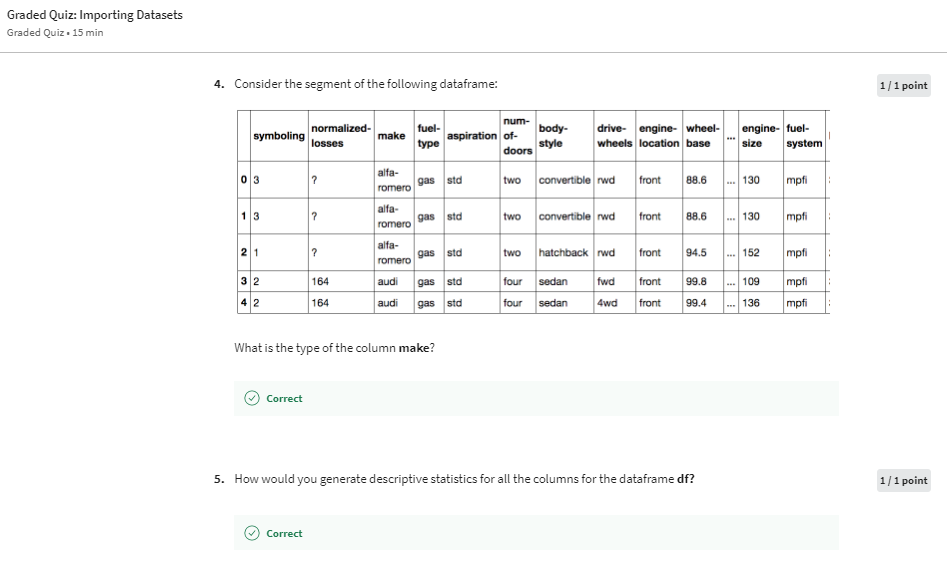 Graded Quiz: Importing Datasets
Graded Quiz • 15 min
4. Consider the segment of the following dataframe:
1 / 1 point
symboling normalized-losses make fuel-type aspiration num-of-doors body-style drive-wheels engine-location wheel-base ... engine-size fuel-system
0 3 ? alfa-romero gas std two convertible rwd front 88.6 ... 130 mpfi
1 3 ? alfa-romero gas std two convertible rwd front 88.6 ... 130 mpfi
2 1 ? alfa-romero gas std two hatchback rwd front 94.5 ... 152 mpfi
3 2 164 audi gas std four sedan fwd front 99.8 ... 109 mpfi
4 2 164 audi gas std four sedan 4wd front 99.4 ... 136 mpfi
What is the type of the column make?
Correct
5. How would you generate descriptive statistics for all the columns for the dataframe df?
1 / 1 point
Correct